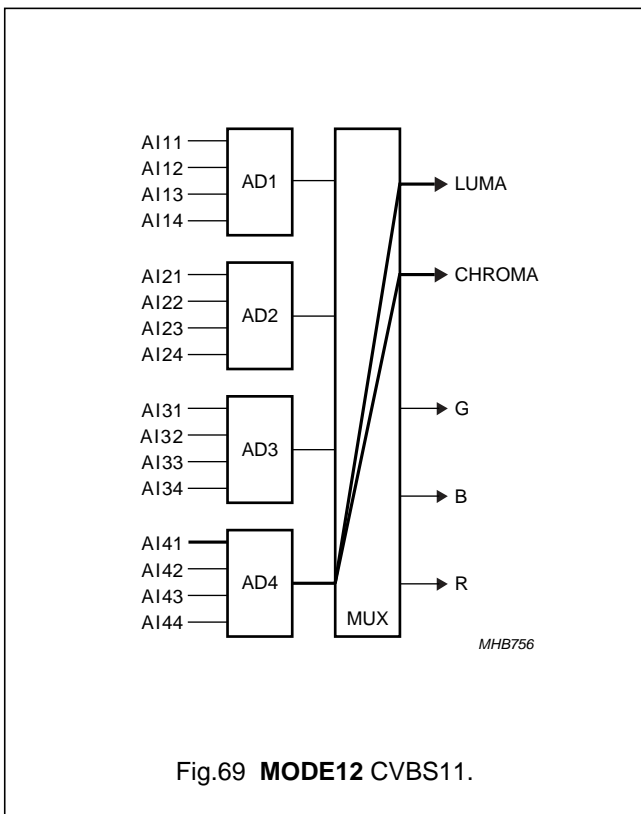 AI11
AI12
AI13
AI14
AD1
AI21
AI22
AI23
AI24
AD2
AI31
AI32
AI33
AI34
AD3
AI41
AI42
AI43
AI44
AD4
MUX
LUMA
CHROMA
G
B
R
MHB756
Fig.69 MODE12 CVBS11.